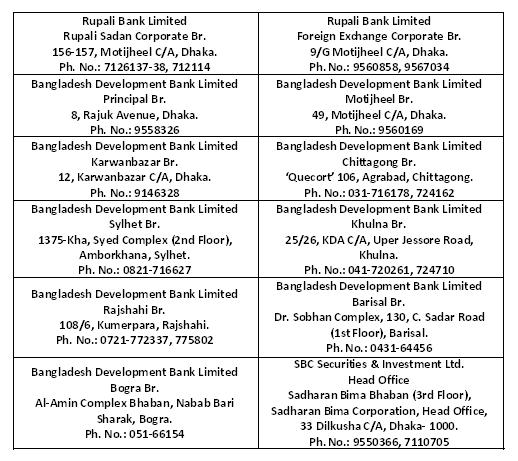 Rupali Bank Limited
Rupali Sadan Corporate Br.
156-157, Motijheel C/A, Dhaka.
Ph. No.: 7126137-38, 712114
Rupali Bank Limited
Foreign Exchange Corporate Br.
9/G Motijheel C/A, Dhaka.
Ph. No.: 9560858, 9567034
Bangladesh Development Bank Limited
Principal Br.
8, Rajuk Avenue, Dhaka.
Ph. No.: 9558326
Bangladesh Development Bank Limited
Motijheel Br.
49, Motijheel C/A, Dhaka.
Ph. No.: 9560169
Bangladesh Development Bank Limited
Karwanbazar Br.
12, Karwanbazar C/A, Dhaka.
Ph. No.: 9146328
Bangladesh Development Bank Limited
Chittagong Br.
‘Quecort’ 106, Agrabad, Chittagong.
Ph. No.: 031-716178, 724162
Bangladesh Development Bank Limited
Sylhet Br.
1375-Kha, Syed Complex (2nd Floor),
Amborkhana, Sylhet.
Ph. No.: 0821-716627
Bangladesh Development Bank Limited
Khulna Br.
25/26, KDA C/A, Uper Jessore Road,
Khulna.
Ph. No.: 041-720261, 724710
Bangladesh Development Bank Limited
Rajshahi Br.
108/6, Kumerpara, Rajshahi.
Ph. No.: 0721-772337, 775802
Bangladesh Development Bank Limited
Barisal Br.
Dr. Sobhan Complex, 130, C. Sadar Road
(1st Floor), Barisal.
Ph. No.: 0431-64456
Bangladesh Development Bank Limited
Bogra Br.
Al-Amin Complex Bhaban, Nabab Bari
Sharak, Bogra.
Ph. No.: 051-66154
SBC Securities & Investment Ltd.
Head Office
Sadharan Bima Bhaban (3rd Floor),
Sadharan Bima Corporation, Head Office,
33 Dilkusha C/A, Dhaka- 1000.
Ph. No.: 9550366, 7110705